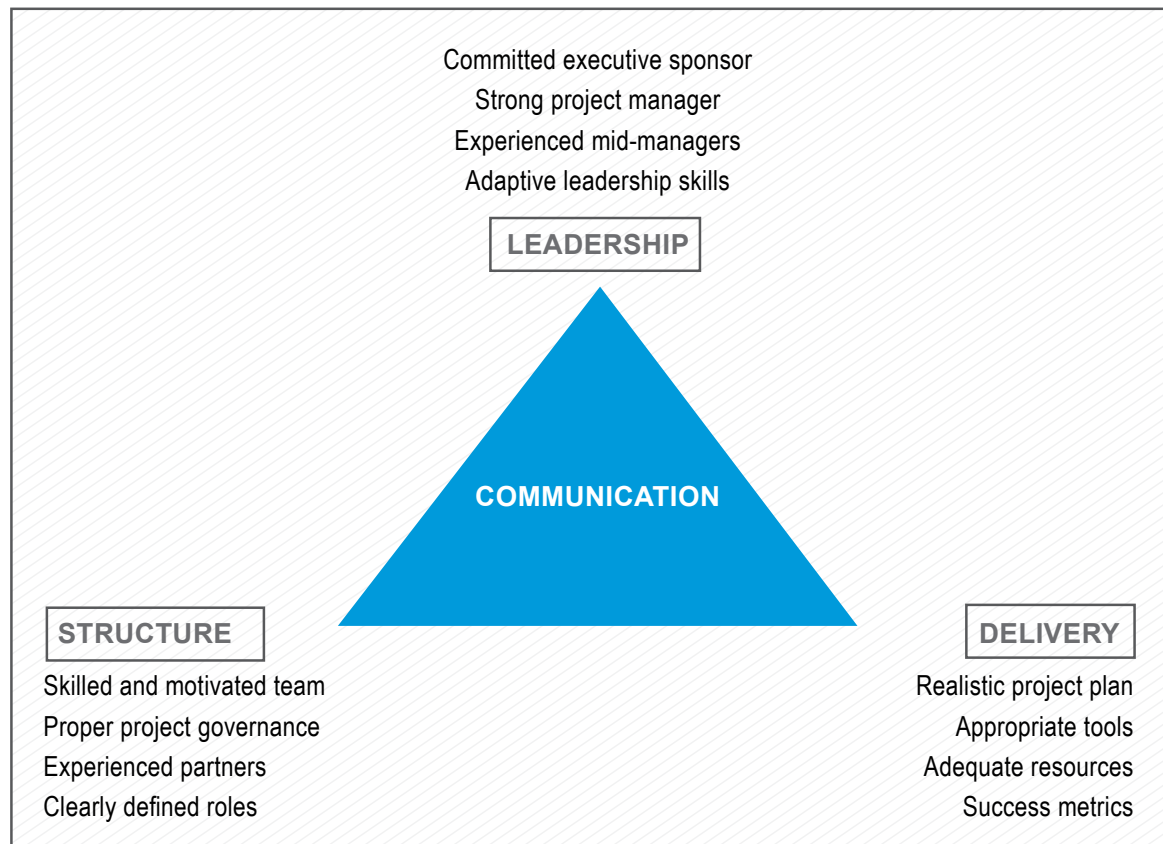 Committed executive sponsor
Strong project manager
Experienced mid-managers
Adaptive leadership skills
LEADERSHIP
COMMUNICATION
STRUCTURE
Skilled and motivated team
Proper project governance
Experienced partners
Clearly defined roles
DELIVERY
Realistic project plan
Appropriate tools
Adequate resources
Success metrics